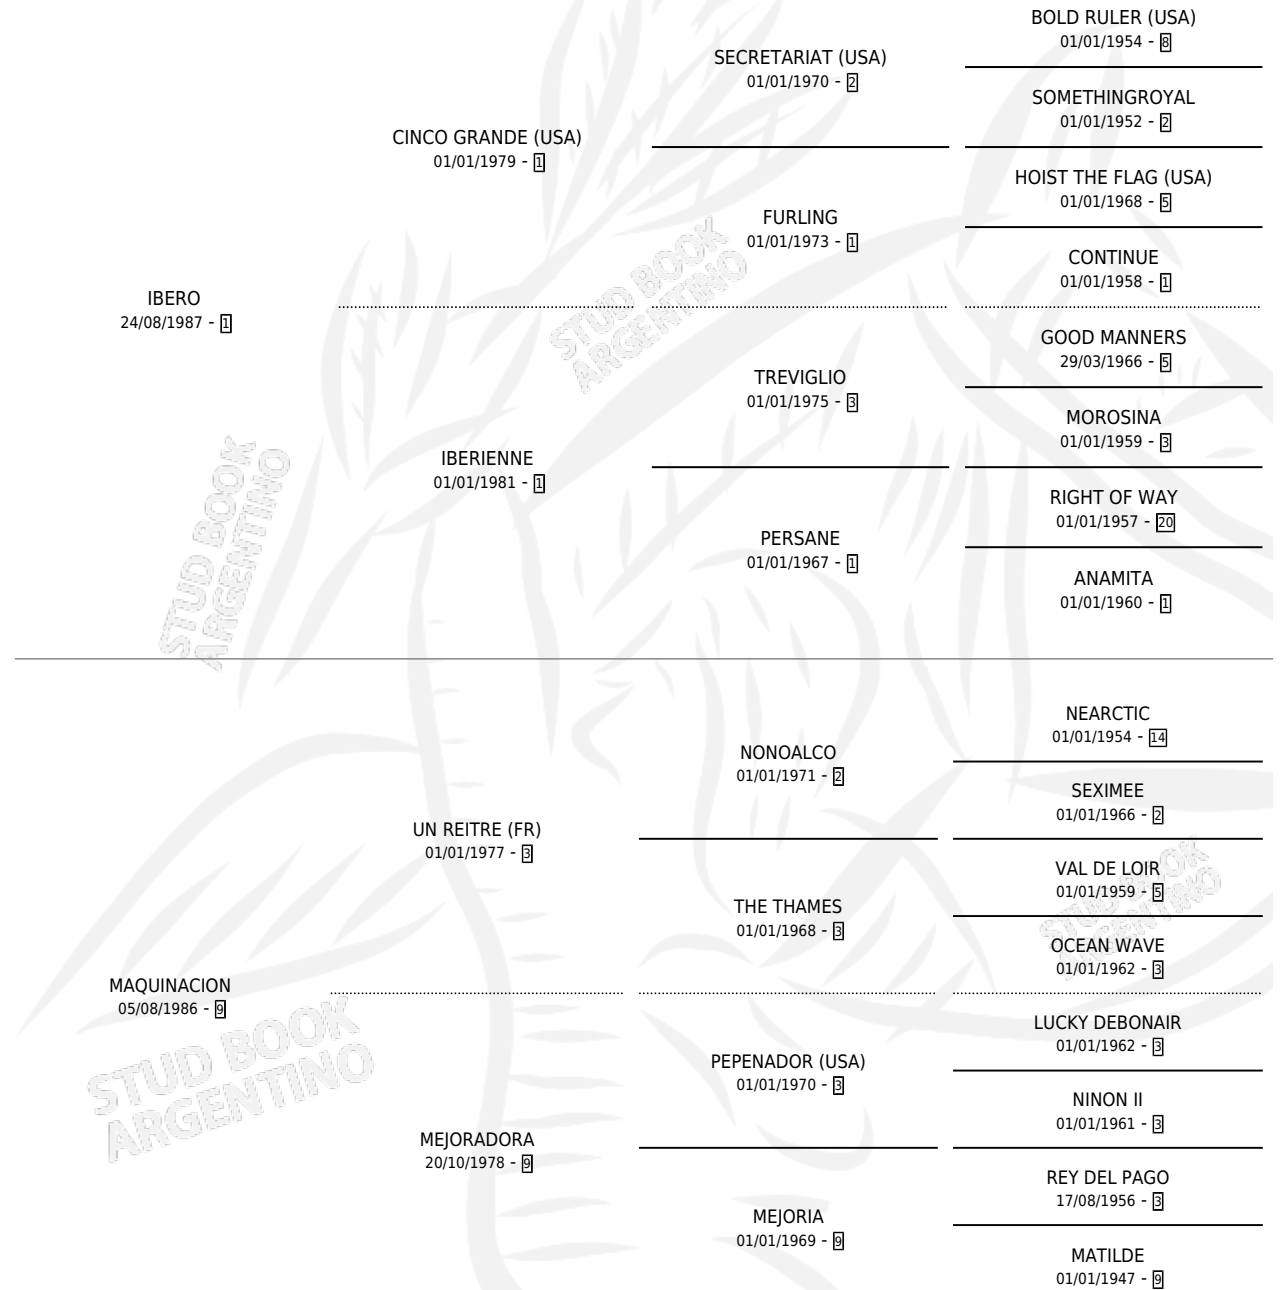 BOLD RULER (USA)
01/01/1954 - 8
SECRETARIAT (USA)
01/01/1970 - 2
SOMETHINGROYAL
01/01/1952 - 2
CINCO GRANDE (USA)
01/01/1979 - 1
HOIST THE FLAG (USA)
01/01/1968 - 5
FURLING
01/01/1973 - 1
CONTINUE
01/01/1958 - 1
STUD BOOK
ARGENTINO
IBERO
24/08/1987 - 1
GOOD MANNERS
29/03/1966 - 5
TREVIGLIO
01/01/1975 - 3
MOROSINA
01/01/1959 - 3
IBERIENNE
01/01/1981 - 1
RIGHT OF WAY
01/01/1957 - 20
PERSANE
01/01/1967 - 1
ANAMITA
01/01/1960 - 1
STUD BOOK
ARGENTINO
NEARCTIC
01/01/1954 - 14
NONOALCO
01/01/1971 - 2
SEXIMEE
01/01/1966 - 2
UN REITRE (FR)
01/01/1977 - 3
VAL DE LOIR
01/01/1959 - 5
THE THAMES
01/01/1968 - 3
OCEAN WAVE
01/01/1962 - 3
STUD BOOK
ARGENTINO
MAQUINACION
05/08/1986 - 9
LUCKY DEBONAIR
01/01/1962 - 3
PEPENADOR (USA)
01/01/1970 - 3
NINON II
01/01/1961 - 3
STUD BOOK
ARGENTINO
MEJORADORA
20/10/1978 - 9
REY DEL PAGO
17/08/1956 - 3
MEJORIA
01/01/1969 - 9
MATILDE
01/01/1947 - 9